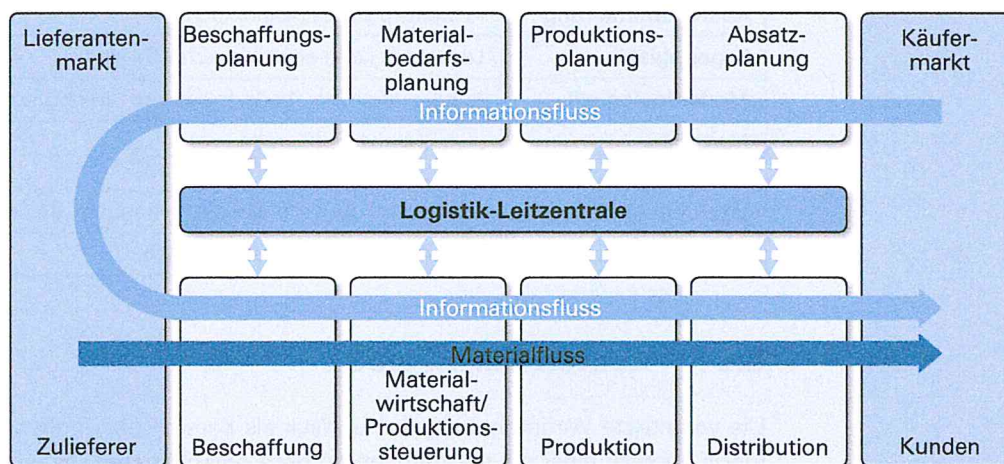 Lieferanten-
markt
Beschaffungs-
planung
Material-
bedarfs-
planung
Produktions-
planung
Absatz-
planung
Käufer-
markt
Informationsfluss
Logistik-Leitzentrale
Informationsfluss
Materialfluss
Zulieferer
Beschaffung
Material-
wirtschaft/
Produktions-
steuerung
Produktion
Distribution
Kunden